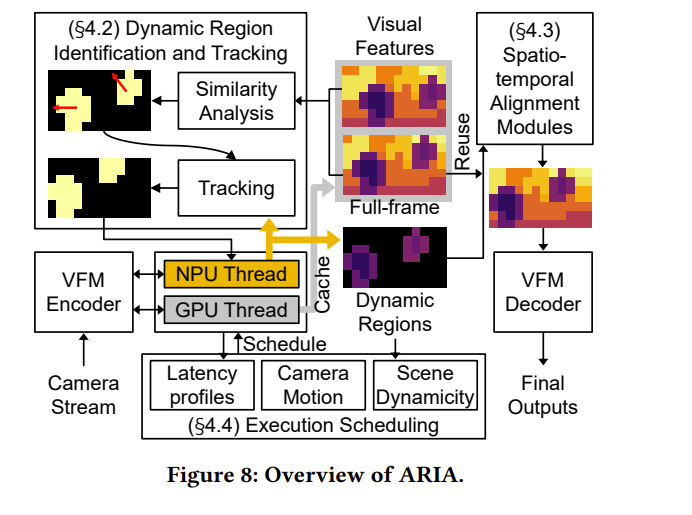 (§4.2) Dynamic Region
Identification and Tracking
Similarity
Analysis
Tracking
Visual
Features
Full-frame
Reuse
(§4.3)
Spatio-
temporal
Alignment
Modules
VFM
Encoder
NPU Thread
GPU Thread
Cache
Dynamic
Regions
VFM
Decoder
Schedule
Camera
Stream
Latency
profiles
Camera
Motion
Scene
Dynamicity
(§4.4) Execution Scheduling
Final
Outputs
Figure 8: Overview of ARIA.